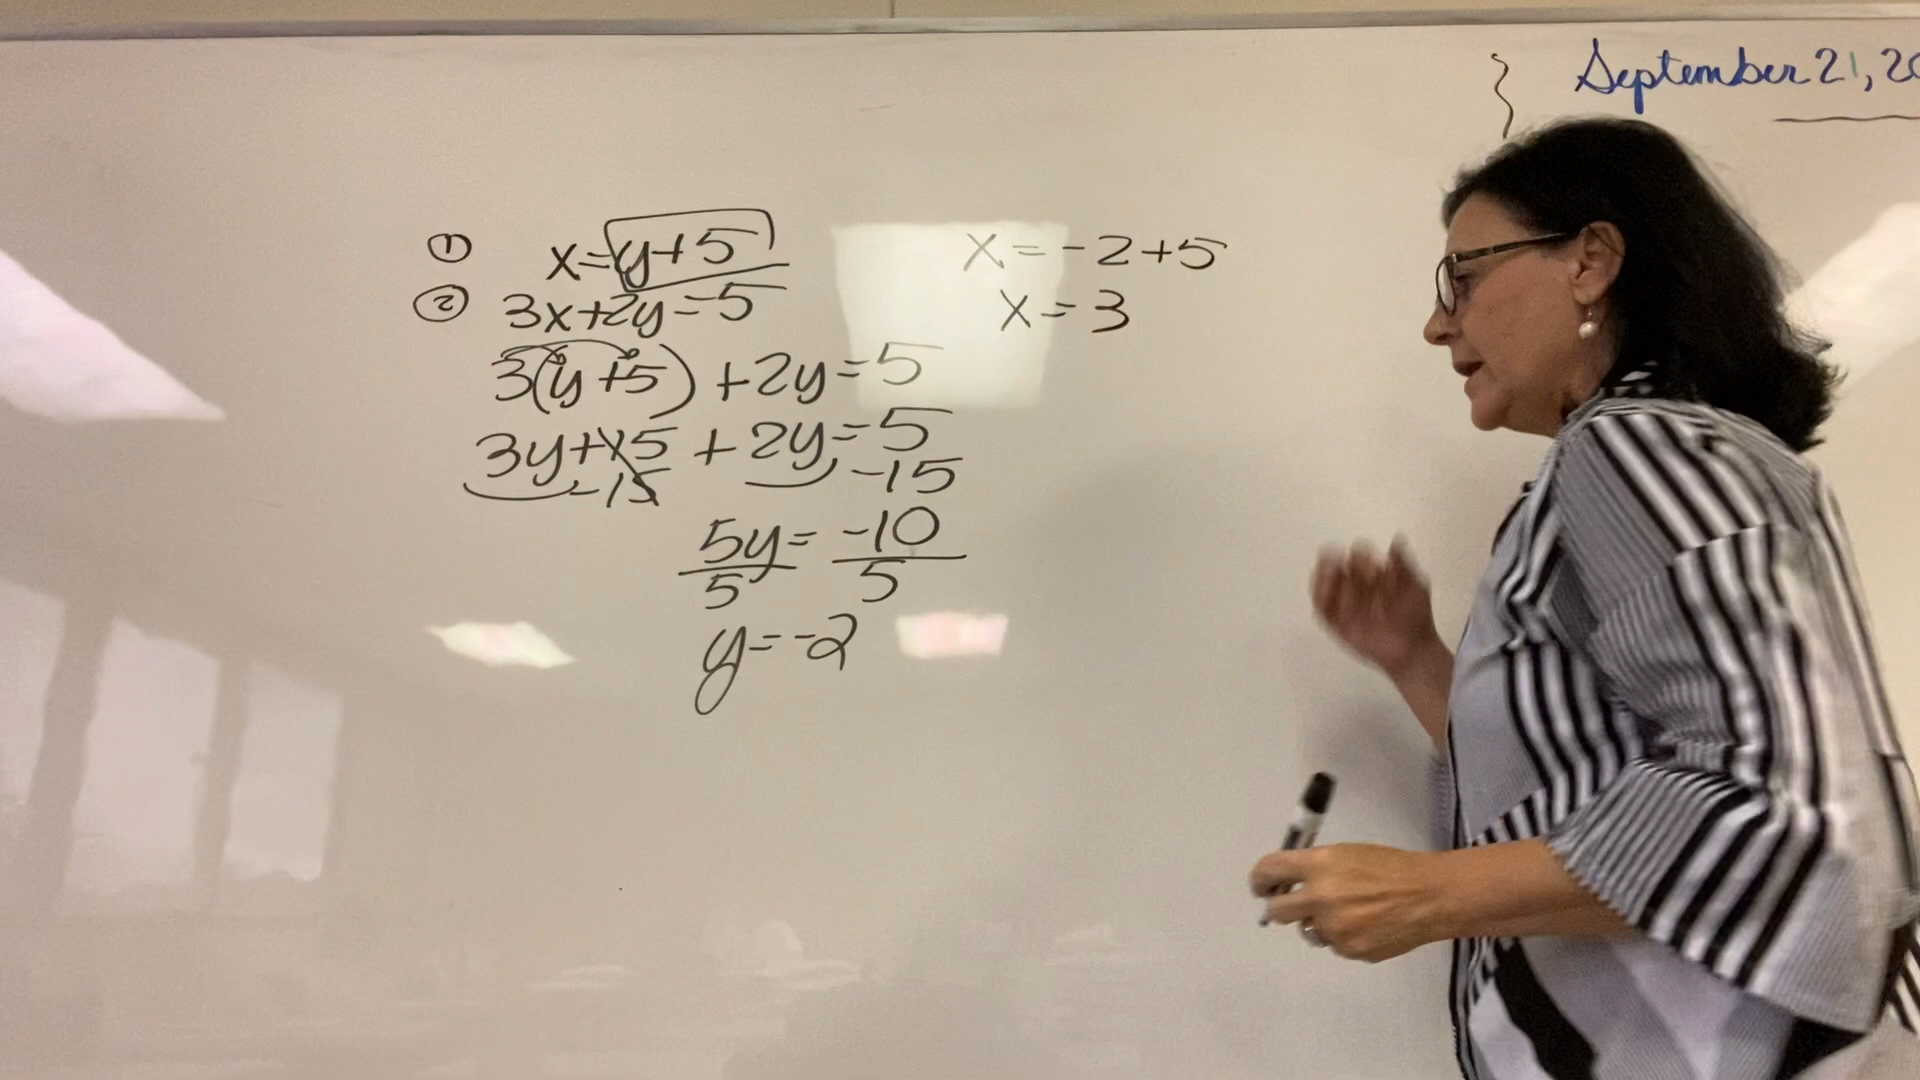 September 21, 20
① x=y+5
② 3x+2y=5
3(y+5) +2y=5
3y+15 + 2y=5
-15 -15
5y= -10
5 5
y=-2
x=-2+5
x=3